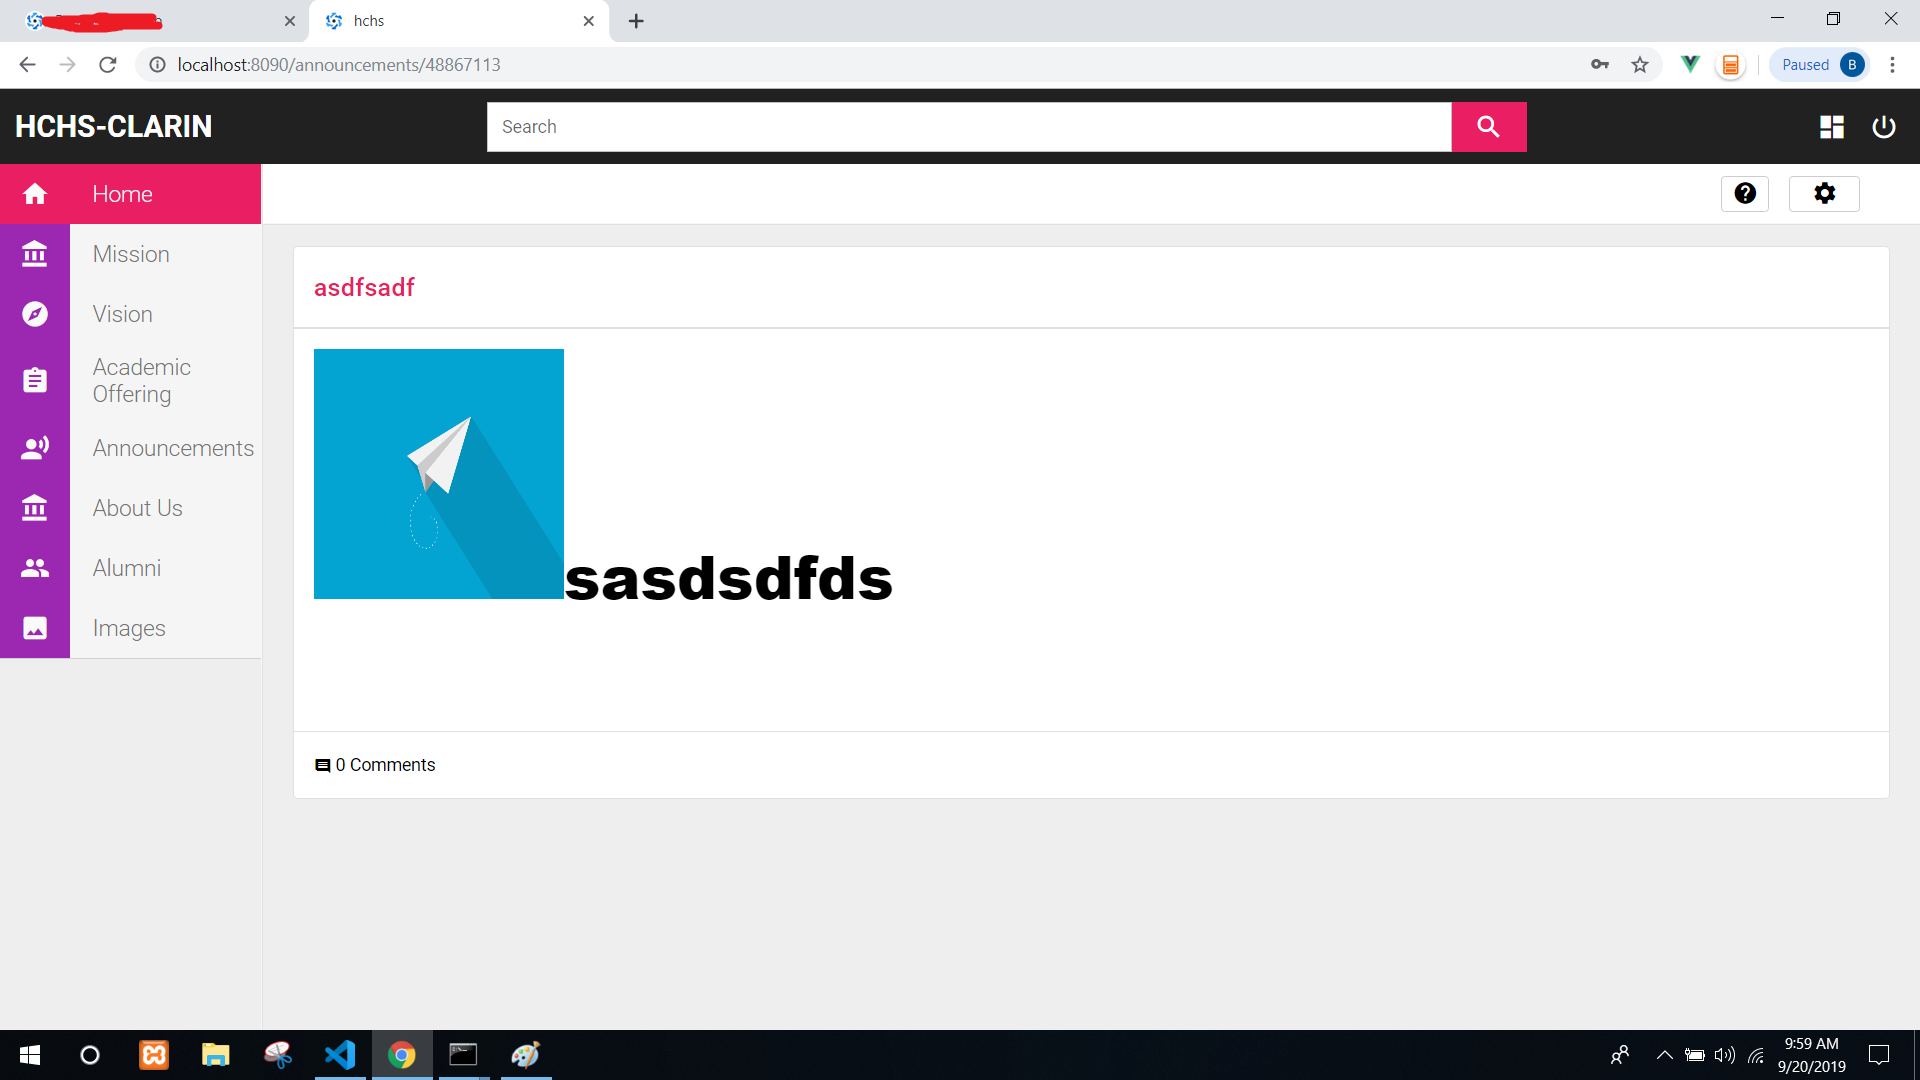 hchs
localhost:8090/announcements/48867113
Paused B
HCHS-CLARIN
Search
Home
Mission
Vision
Academic
Offering
Announcements
About Us
Alumni
Images
asdfsadf
sasdsdfds
0 Comments
9:59 AM
9/20/2019